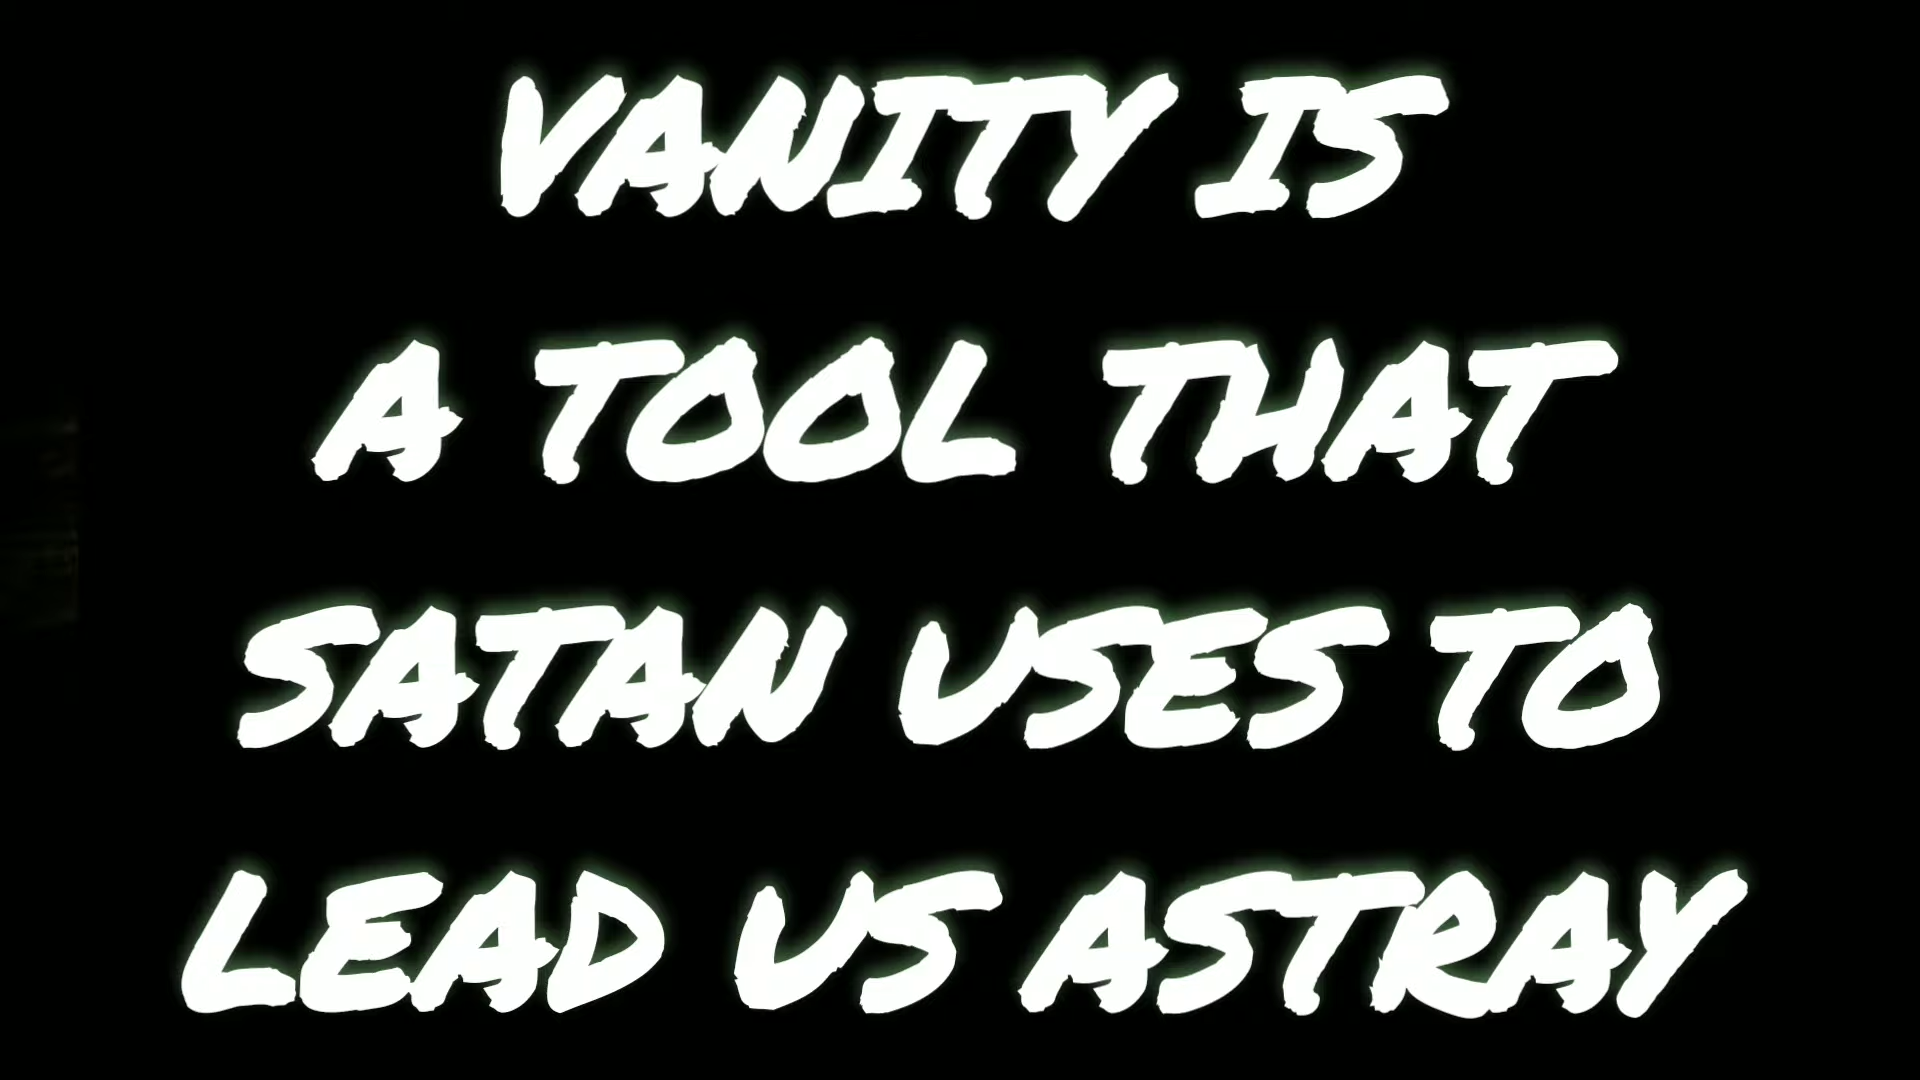 VANITY IS
A TOOL THAT
SATAN USES TO
LEAD US ASTRAY